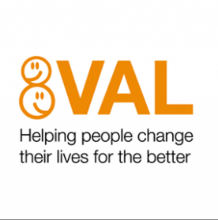 VAL
Helping people change
their lives for the better